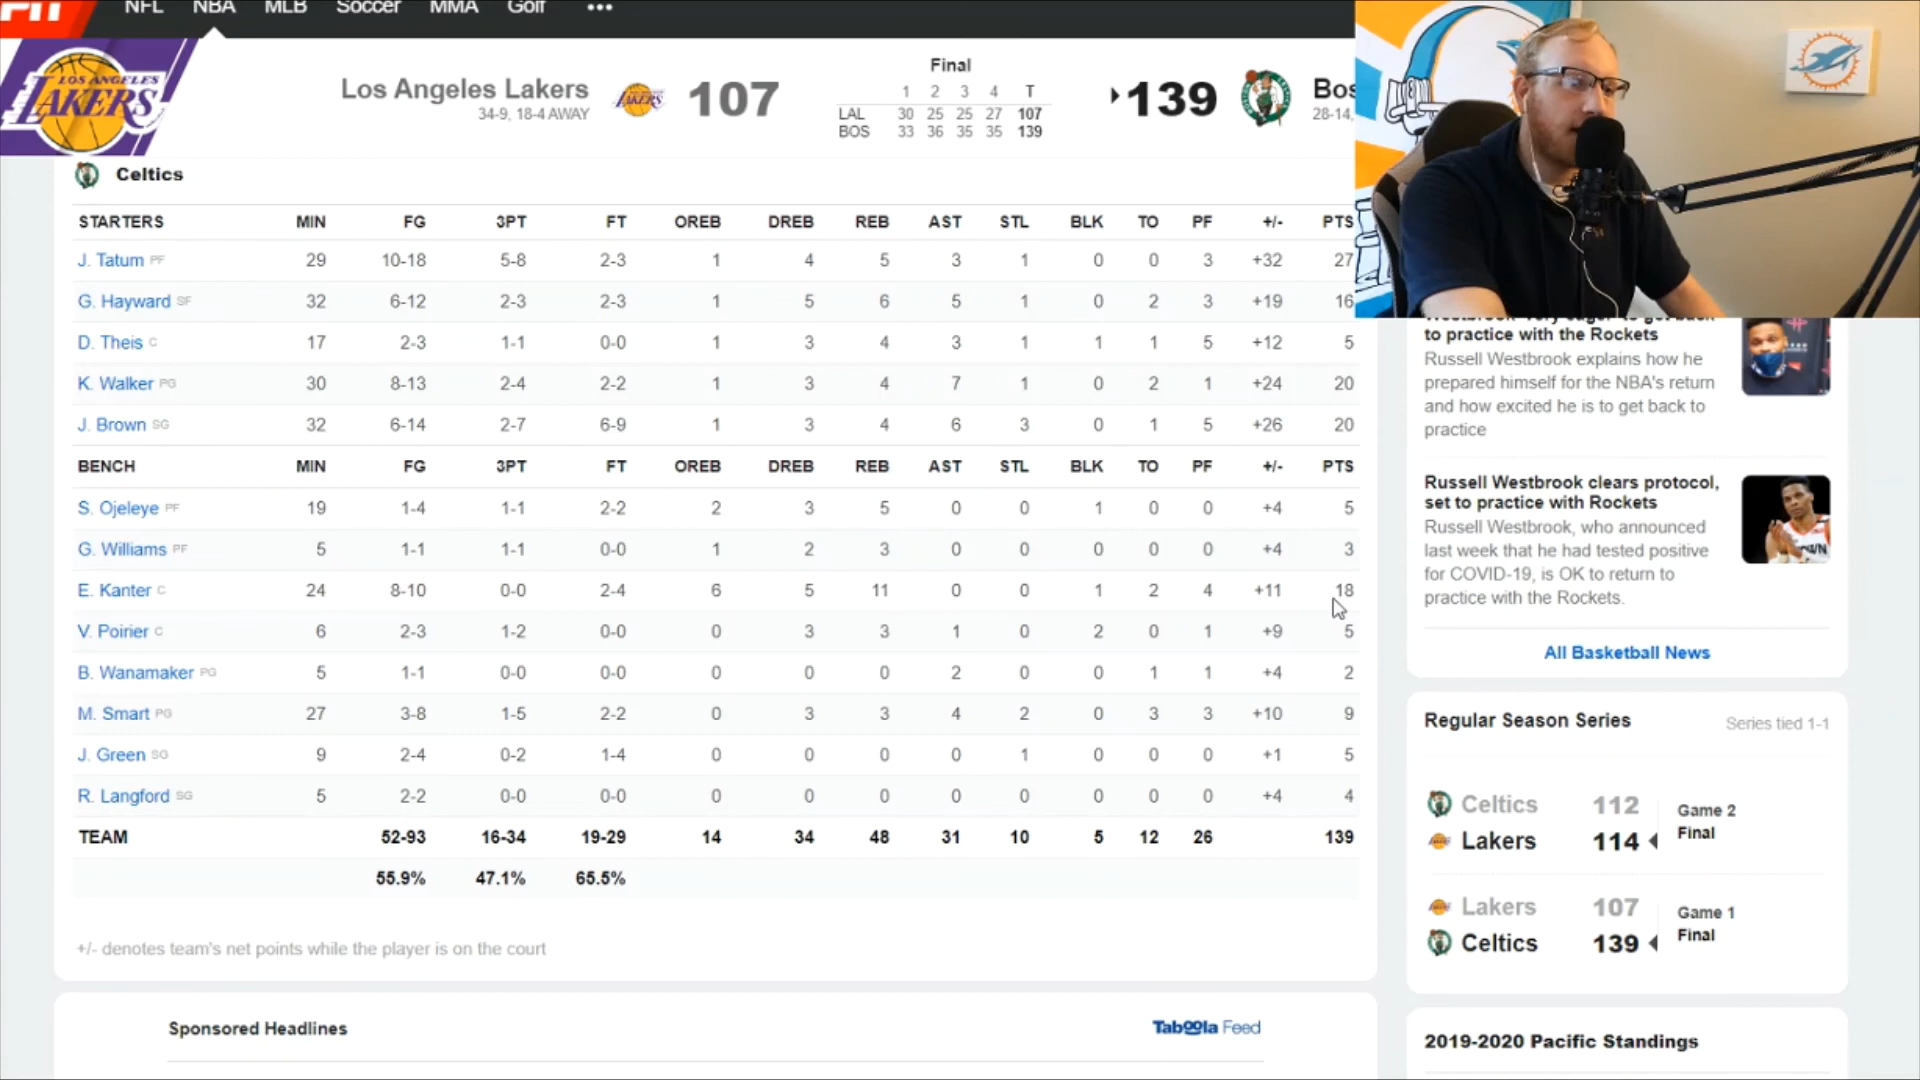 NFL NBA MLB Soccer MMA Golf •••
LOS ANGELES
LAKERS
Los Angeles Lakers
34-9, 18-4 AWAY
LAKERS
107
Final
1 2 3 4 T
LAL 30 25 25 27 107
BOS 33 36 35 35 139
139
Bos
28-14,
Celtics
STARTERS MIN FG 3PT FT OREB DREB REB AST STL BLK TO PF +/- PTS
J. Tatum PF 29 10-18 5-8 2-3 1 4 5 3 1 0 0 3 +32 27
G. Hayward SF 32 6-12 2-3 2-3 1 5 6 5 1 0 2 3 +19 16
D. Theis C 17 2-3 1-1 0-0 1 3 4 3 1 1 1 5 +12 5
K. Walker PG 30 8-13 2-4 2-2 1 3 4 7 1 0 2 1 +24 20
J. Brown SG 32 6-14 2-7 6-9 1 3 4 6 3 0 1 5 +26 20
BENCH MIN FG 3PT FT OREB DREB REB AST STL BLK TO PF +/- PTS
S. Ojeleye PF 19 1-4 1-1 2-2 2 3 5 0 0 1 0 0 +4 5
G. Williams PF 5 1-1 1-1 0-0 1 2 3 0 0 0 0 0 +4 3
E. Kanter C 24 8-10 0-0 2-4 6 5 11 0 0 1 2 4 +11 18
V. Poirier C 6 2-3 1-2 0-0 0 3 3 1 0 2 0 1 +9 5
B. Wanamaker PG 5 1-1 0-0 0-0 0 0 0 2 0 0 1 1 +4 2
M. Smart PG 27 3-8 1-5 2-2 0 3 3 4 2 0 3 3 +10 9
J. Green SG 9 2-4 0-2 1-4 0 0 0 0 1 0 0 0 +1 5
R. Langford SG 5 2-2 0-0 0-0 0 0 0 0 0 0 0 0 +4 4
TEAM 52-93 16-34 19-29 14 34 48 31 10 5 12 26 139
55.9% 47.1% 65.5%
+/- denotes team's net points while the player is on the court
Sponsored Headlines
Taboola Feed
to practice with the Rockets
Russell Westbrook explains how he
prepared himself for the NBA's return
and how excited he is to get back to
practice
Russell Westbrook clears protocol,
set to practice with Rockets
Russell Westbrook, who announced
last week that he had tested positive
for COVID-19, is OK to return to
practice with the Rockets.
All Basketball News
Regular Season Series
Series tied 1-1
Celtics 112
Game 2
Lakers 114
Final
Lakers 107
Game 1
Celtics 139
Final
2019-2020 Pacific Standings